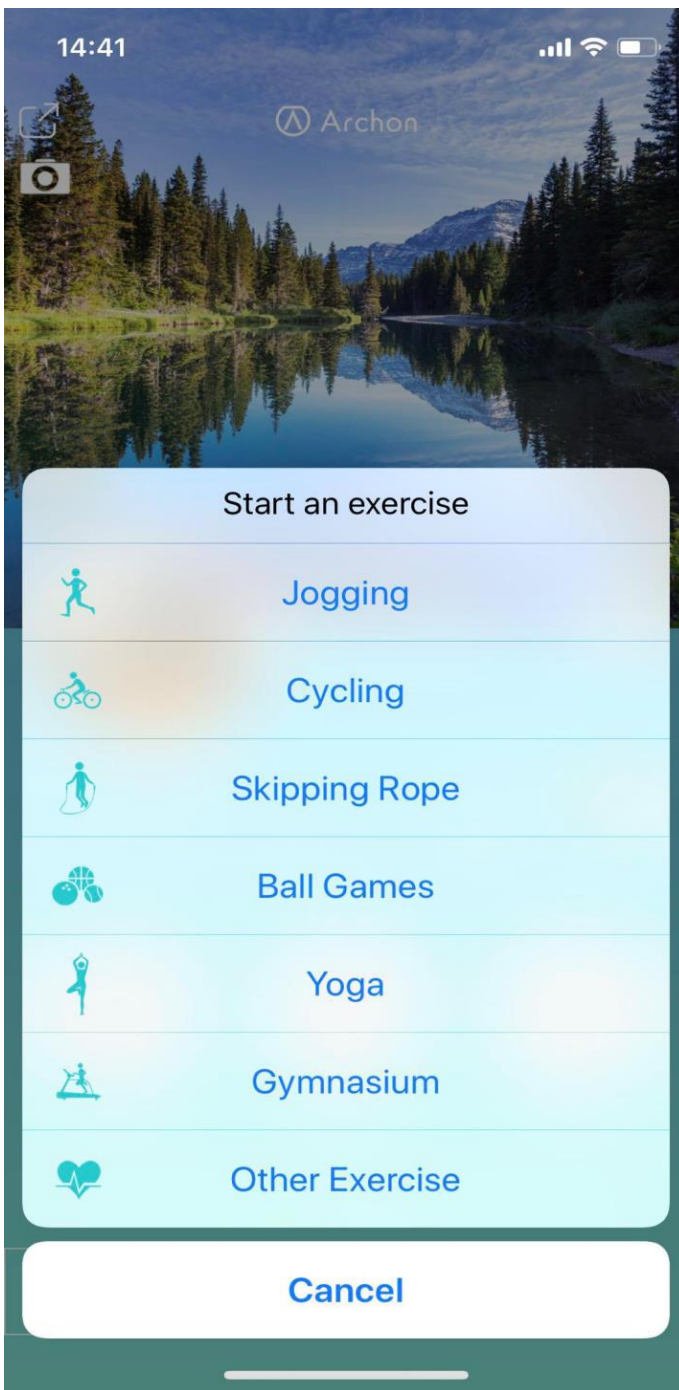 14:41
Archon
Start an exercise
Jogging
Cycling
Skipping Rope
Ball Games
Yoga
Gymnasium
Other Exercise
Cancel